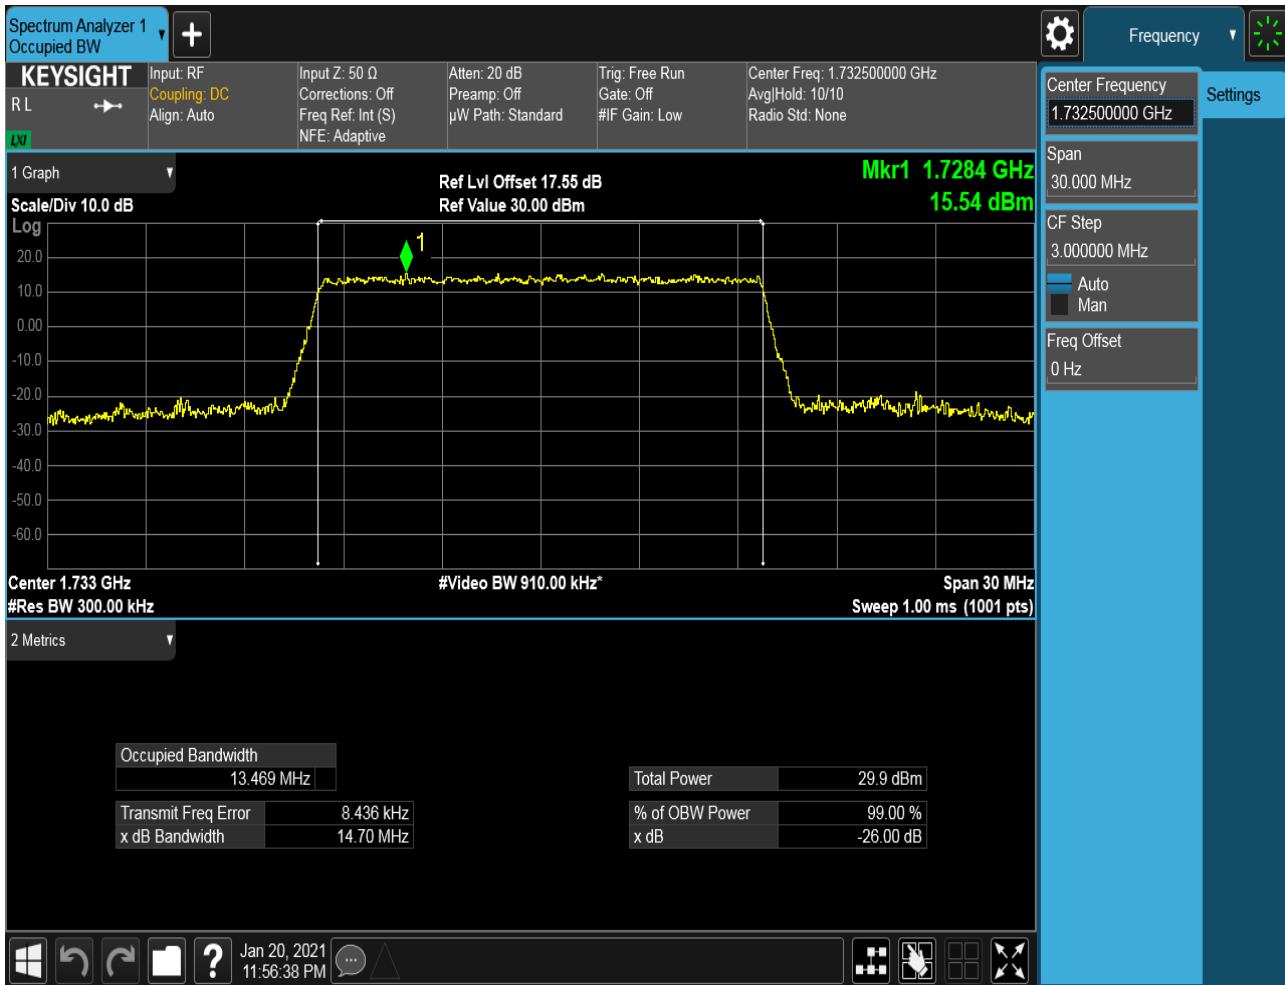 Spectrum Analyzer 1
Occupied BW
+
Frequency
KEYSIGHT
R L
LXI
Input: RF
Coupling: DC
Align: Auto
Input Z: 50 Ω
Corrections: Off
Freq Ref: Int (S)
NFE: Adaptive
Atten: 20 dB
Preamp: Off
µW Path: Standard
Trig: Free Run
Gate: Off
#IF Gain: Low
Center Freq: 1.732500000 GHz
Avg|Hold: 10/10
Radio Std: None
Center Frequency
1.732500000 GHz
Settings
Span
30.000 MHz
CF Step
3.000000 MHz
Auto
Man
Freq Offset
0 Hz
1 Graph
Scale/Div 10.0 dB
Ref Lvl Offset 17.55 dB
Ref Value 30.00 dBm
Mkr1 1.7284 GHz
15.54 dBm
Log
1
20.0
10.0
0.00
-10.0
-20.0
-30.0
-40.0
-50.0
-60.0
Center 1.733 GHz
#Res BW 300.00 kHz
#Video BW 910.00 kHz*
Span 30 MHz
Sweep 1.00 ms (1001 pts)
2 Metrics
Occupied Bandwidth
13.469 MHz
Transmit Freq Error 8.436 kHz
x dB Bandwidth 14.70 MHz
Total Power 29.9 dBm
% of OBW Power 99.00 %
x dB -26.00 dB
?
Jan 20, 2021
11:56:38 PM